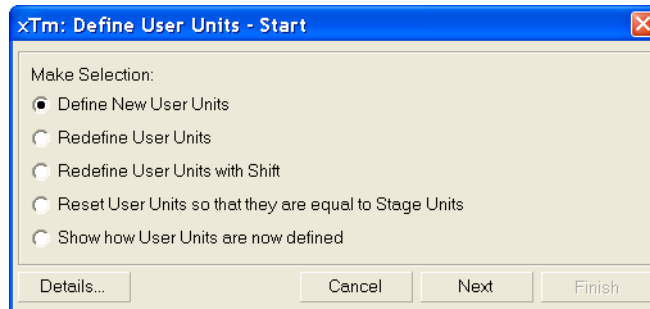 xTm: Define User Units - Start
Make Selection:
Define New User Units
Redefine User Units
Redefine User Units with Shift
Reset User Units so that they are equal to Stage Units
Show how User Units are now defined
Details... Cancel Next Finish